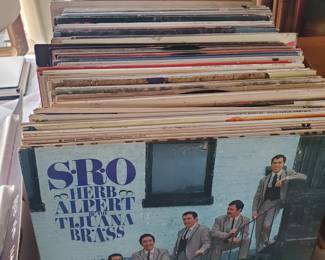 S·R·O
HERB
ALPERT
& THE
TIJUANA
BRASS